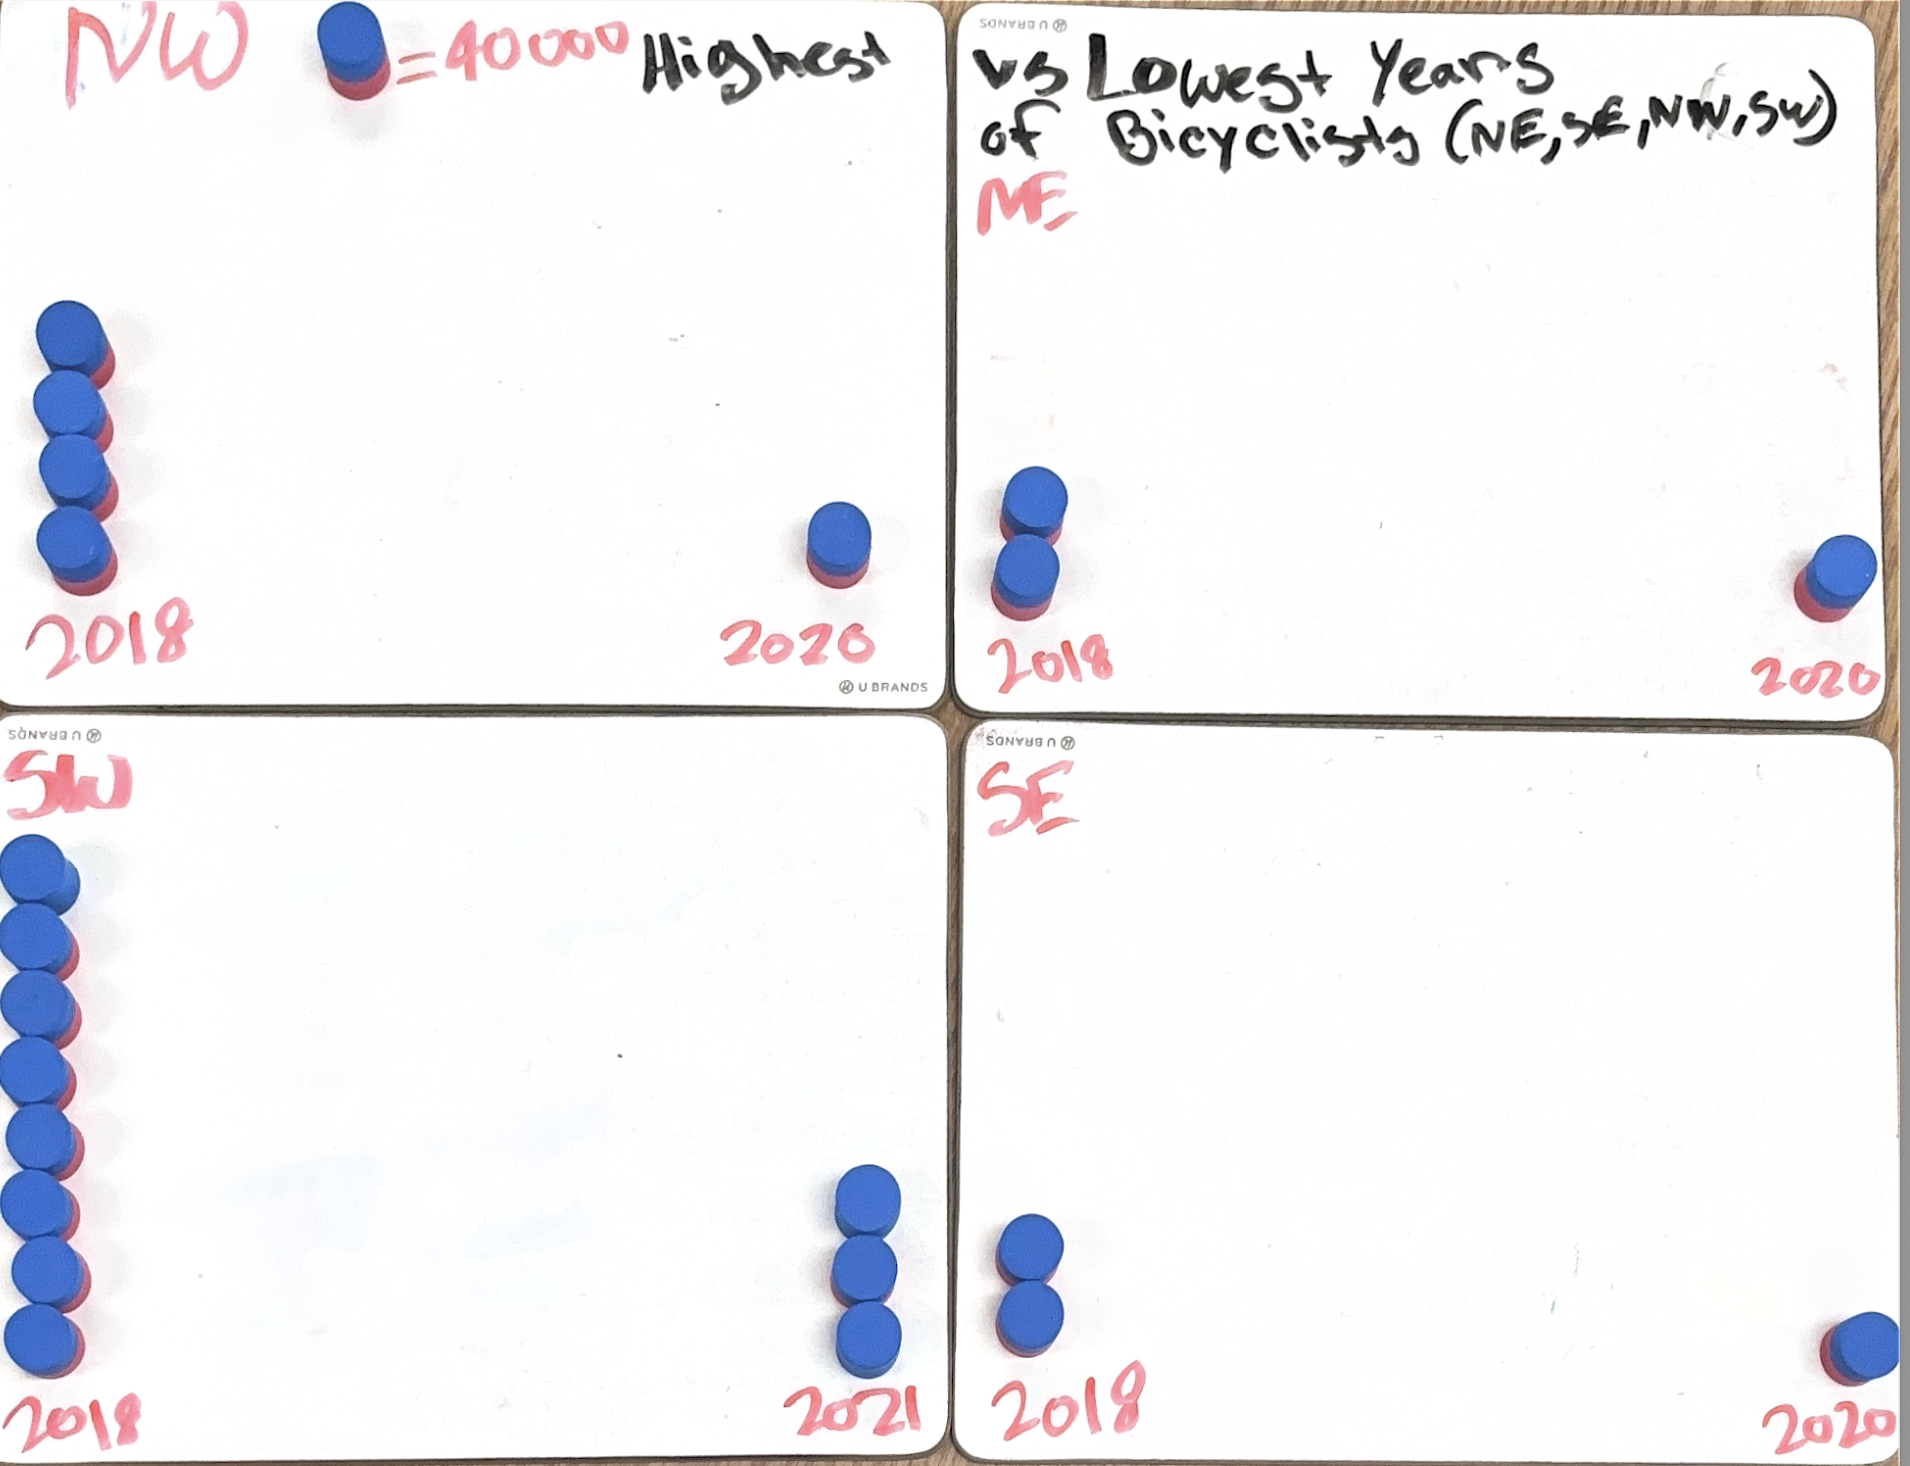 NW = 40000 Highest
vs Lowest Years
of Bicyclists (NE, SE, NW, SW)
NE
2018 2020
U BRANDS
2018 2020
U BRANDS
U BRANDS
SW
2018 2021
U BRANDS
SE
2018 2020